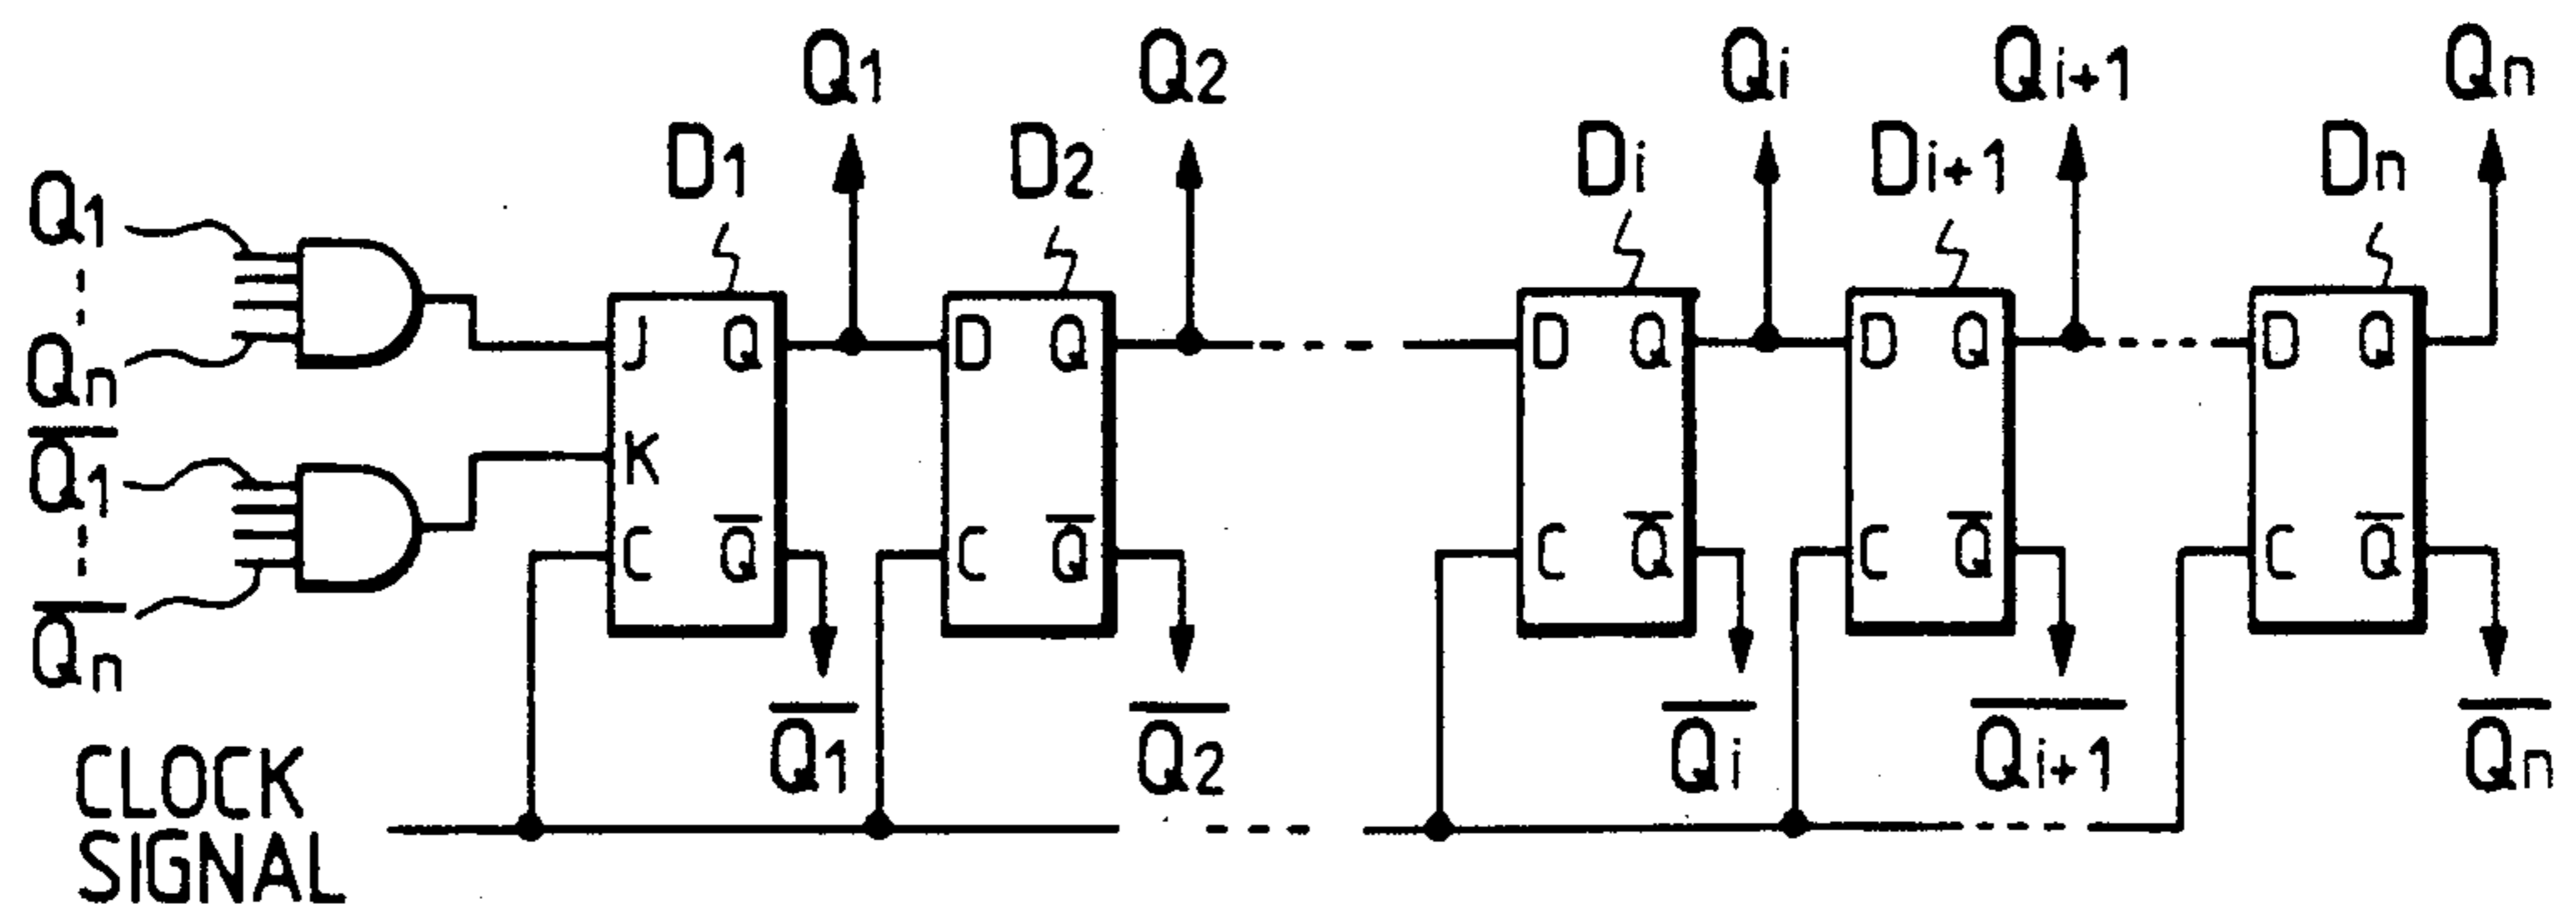 Q1 Q2 Qi Qi+1 Qn
D1 D2 Di Di+1 Dn
Q1
Qn
J Q D Q D Q D Q D Q
Q̅1
K
C Q̅ C Q̅ C Q̅ C Q̅ C Q̅
Q̅n
Q̅1 Q̅2 Q̅i Q̅i+1 Q̅n
CLOCK
SIGNAL